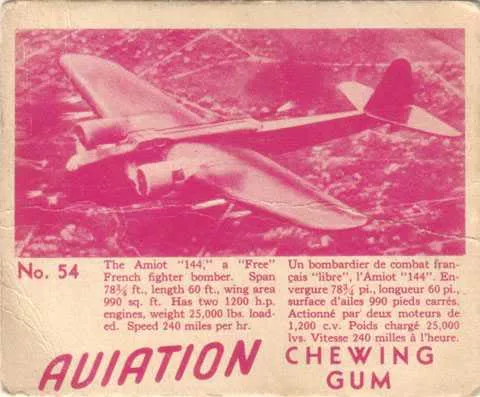 No. 54
The Amiot "144," a "Free"
French fighter bomber. Span
78¾ ft., length 60 ft., wing area
990 sq. ft. Has two 1200 h.p.
engines, weight 25,000 lbs. load-
ed. Speed 240 miles per hr.
Un bombardier de combat fran-
çais "libre", l'Amiot "144". En-
vergure 78¾ pi., longueur 60 pi.,
surface d'ailes 990 pieds carrés.
Actionné par deux moteurs de
1,200 c.v. Poids chargé 25,000
lvs. Vitesse 240 milles à l'heure.
AVIATION
CHEWING
GUM